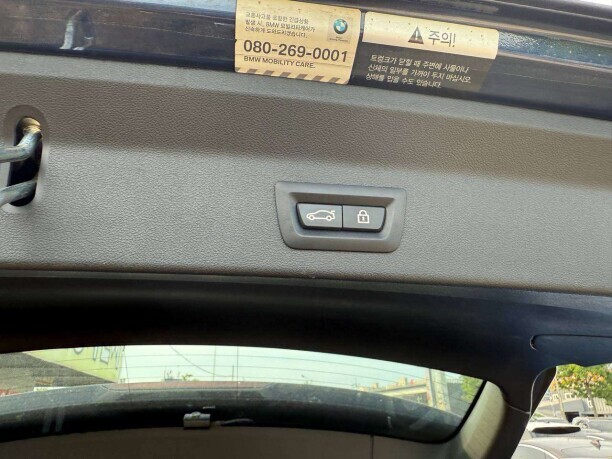 교통사고를 포함한 긴급상황
발생 시, BMW 모빌리티케어가
신속하게 도와드리겠습니다.
080-269-0001
BMW MOBILITY CARE.
주의!
트렁크가 닫힐 때 주변에 사물이나
신체의 일부를 가까이 두지 마십시오.
상해를 입을 수도 있습니다.